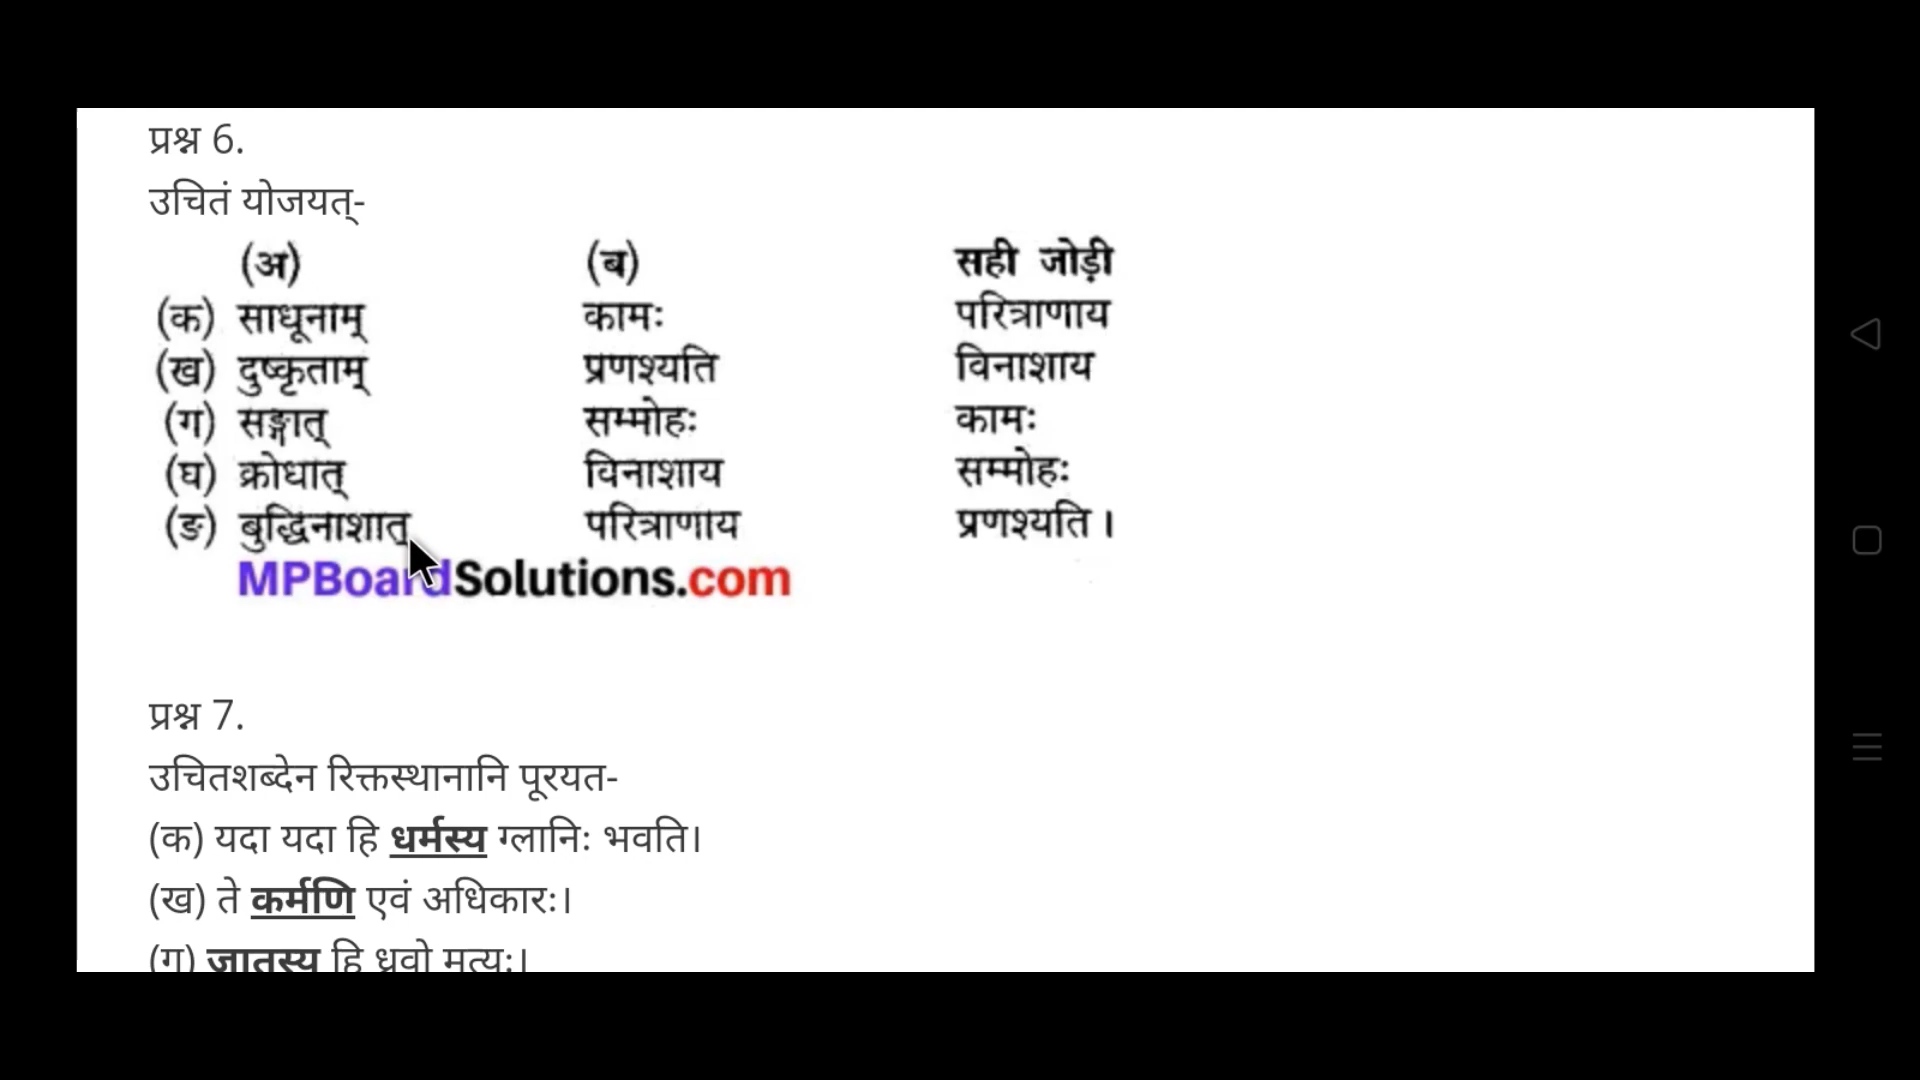 प्रश्न 6.
उचितं योजयत्-
(अ) (ब) सही जोड़ी
(क) साधूनाम् कामः परित्राणाय
(ख) दुष्कृताम् प्रणश्यति विनाशाय
(ग) सङ्गात् सम्मोहः कामः
(घ) क्रोधात् विनाशाय सम्मोहः
(ङ) बुद्धिनाशात् परित्राणाय प्रणश्यति ।
MPBoardSolutions.com
प्रश्न 7.
उचितशब्देन रिक्तस्थानानि पूरयत-
(क) यदा यदा हि धर्मस्य ग्लानिः भवति।
(ख) ते कर्मणि एवं अधिकारः।
(ग) जातस्य हि ध्रुवो मृत्युः।